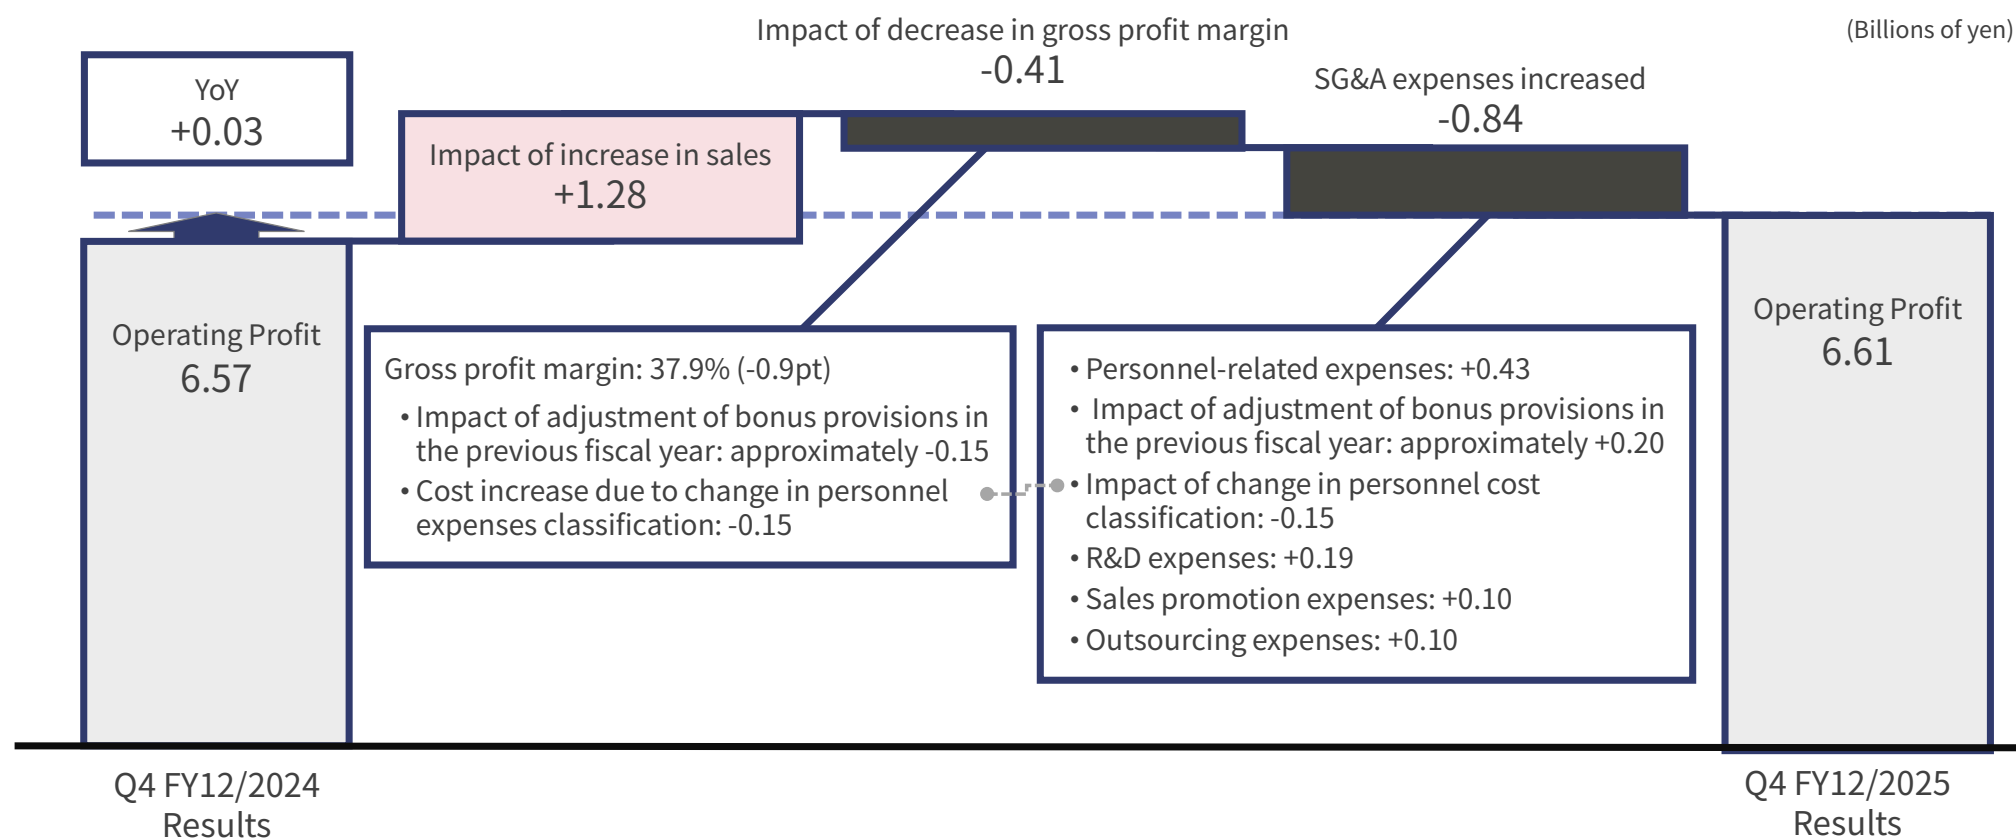 (Billions of yen)
YoY
+0.03
Impact of increase in sales
+1.28
Impact of decrease in gross profit margin
-0.41
SG&A expenses increased
-0.84
Operating Profit
6.57
Gross profit margin: 37.9% (-0.9pt)
• Impact of adjustment of bonus provisions in
the previous fiscal year: approximately -0.15
• Cost increase due to change in personnel
expenses classification: -0.15
• Personnel-related expenses: +0.43
• Impact of adjustment of bonus provisions in
the previous fiscal year: approximately +0.20
• Impact of change in personnel cost
classification: -0.15
• R&D expenses: +0.19
• Sales promotion expenses: +0.10
• Outsourcing expenses: +0.10
Operating Profit
6.61
Q4 FY12/2024
Results
Q4 FY12/2025
Results